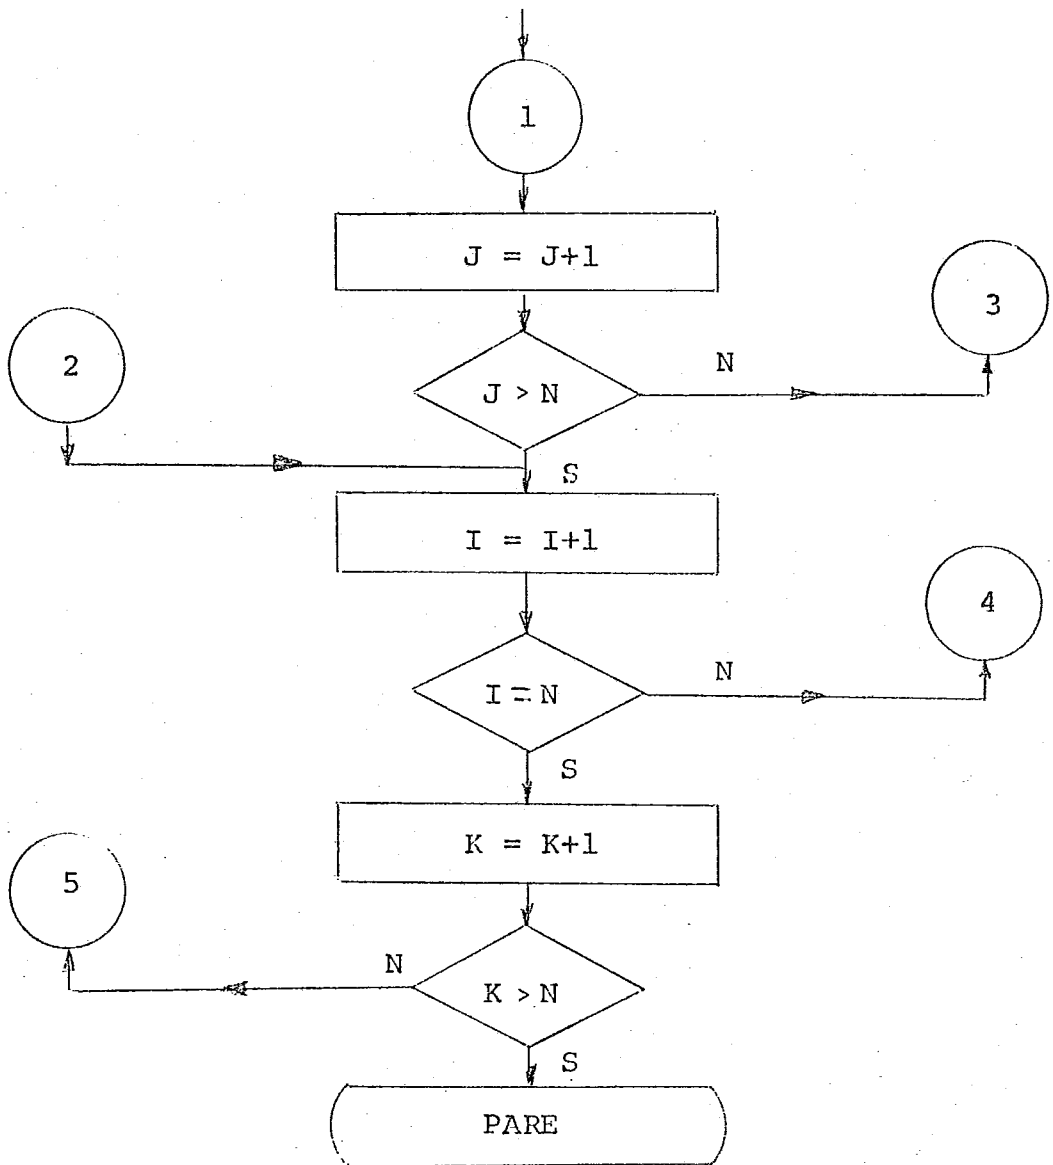 1
J = J+1
3
2
J > N
N
S
I = I+1
4
I = N
N
S
K = K+1
5
N
K > N
S
PARE